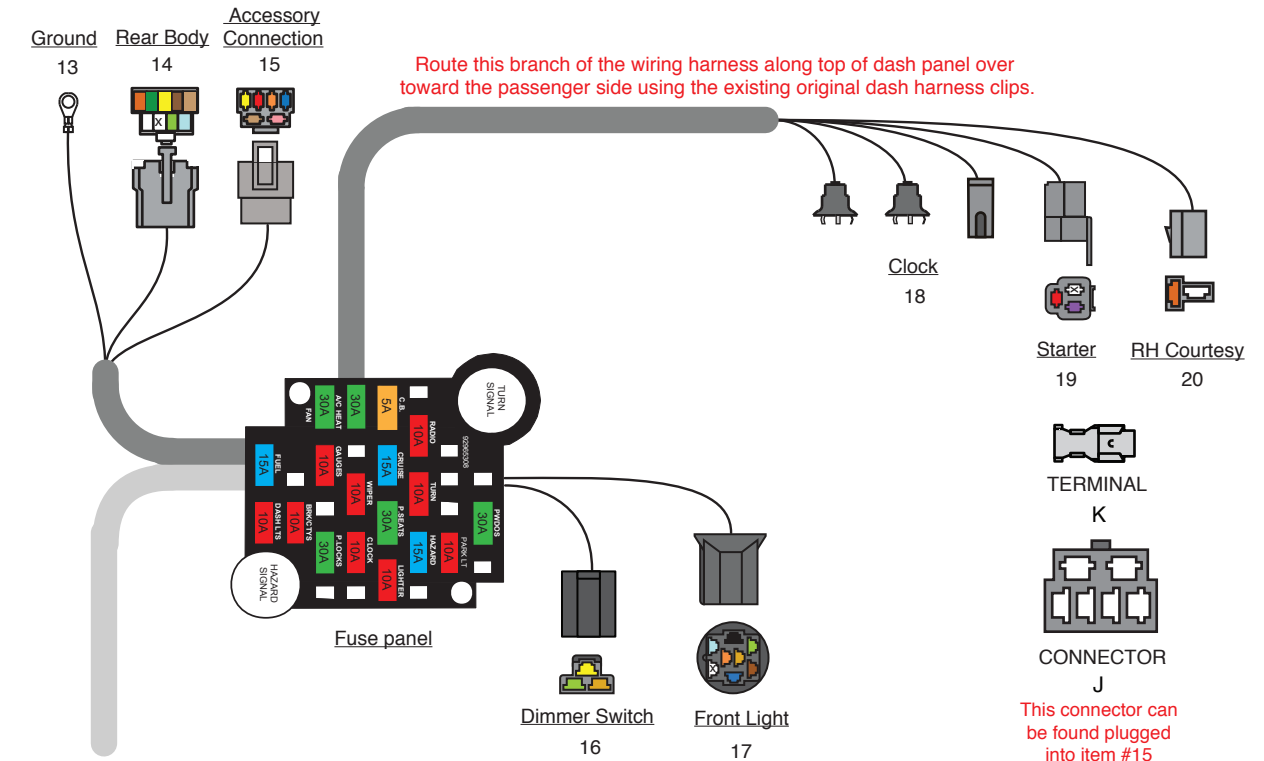 Ground
13
Rear Body
14
Accessory
Connection
15
Route this branch of the wiring harness along top of dash panel over
toward the passenger side using the existing original dash harness clips.
Clock
18
Starter
19
RH Courtesy
20
TERMINAL
K
CONNECTOR
J
This connector can
be found plugged
into item #15
TURN
SIGNAL
FAN
30A
A/C HEAT
30A
5A
C.B.
10A
RADIO
92965308
FUEL
15A
10A
GAUGES
10A
WIPER
15A
CRUISE
10A
TURN
10A
DASH LTS
10A
BRK/CTYS
30A
P.LOCKS
10A
CLOCK
30A
P.SEATS
10A
LIGHTER
15A
HAZARD
10A
PARK LT
30A
PWDOS
HAZARD
SIGNAL
Fuse panel
X
X
X
C
Dimmer Switch
16
Front Light
17